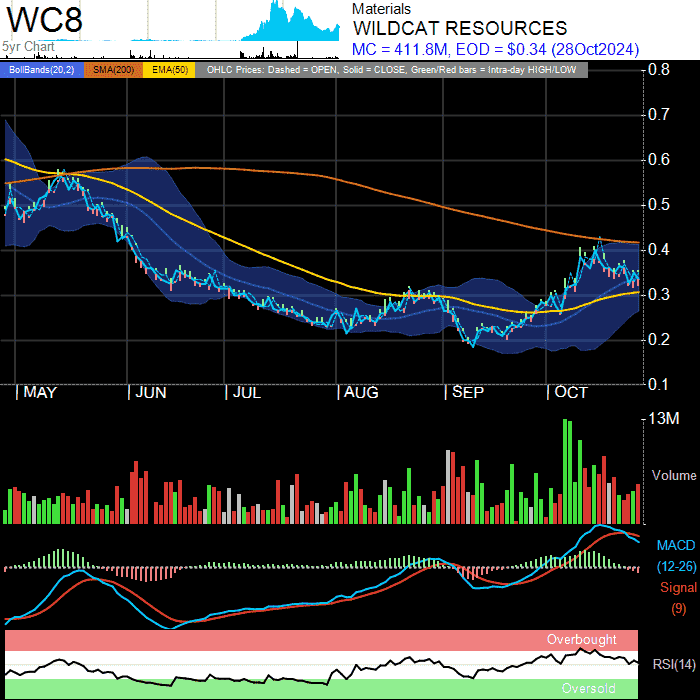 WC8
5yr Chart
Materials
WILDCAT RESOURCES
MC = 411.8M, EOD = $0.34 (28Oct2024)
BollBands(20,2) SMA(200) EMA(50) OHLC Prices: Dashed = OPEN, Solid = CLOSE, Green/Red bars = Intra-day HIGH/LOW
0.8
0.7
0.6
0.5
0.4
0.3
0.2
0.1
| MAY | JUN | JUL | AUG | SEP | OCT
13M
Volume
MACD
(12-26)
Signal
(9)
Overbought
RSI(14)
Oversold